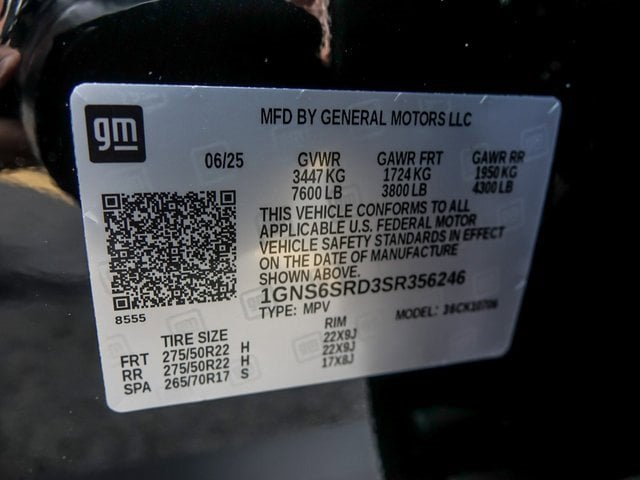 gm
MFD BY GENERAL MOTORS LLC
06/25 GVWR GAWR FRT GAWR RR
3447 KG 1724 KG 1950 KG
7600 LB 3800 LB 4300 LB
THIS VEHICLE CONFORMS TO ALL
APPLICABLE U.S. FEDERAL MOTOR
VEHICLE SAFETY STANDARDS IN EFFECT
ON THE DATE OF MANUFACTURE
SHOWN ABOVE.
1GNS6SRD3SR356246
8555 TYPE: MPV MODEL: 36CK10706
TIRE SIZE RIM
FRT 275/50R22 H 22X9J
RR 275/50R22 H 22X9J
SPA 265/70R17 S 17X8J